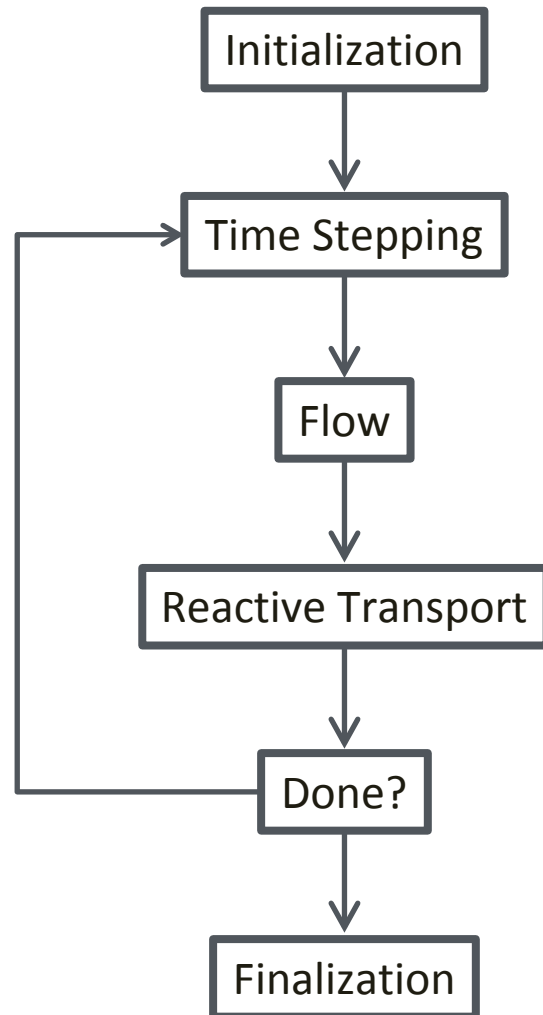 Initialization
Time Stepping
Flow
Reactive Transport
Done?
Finalization